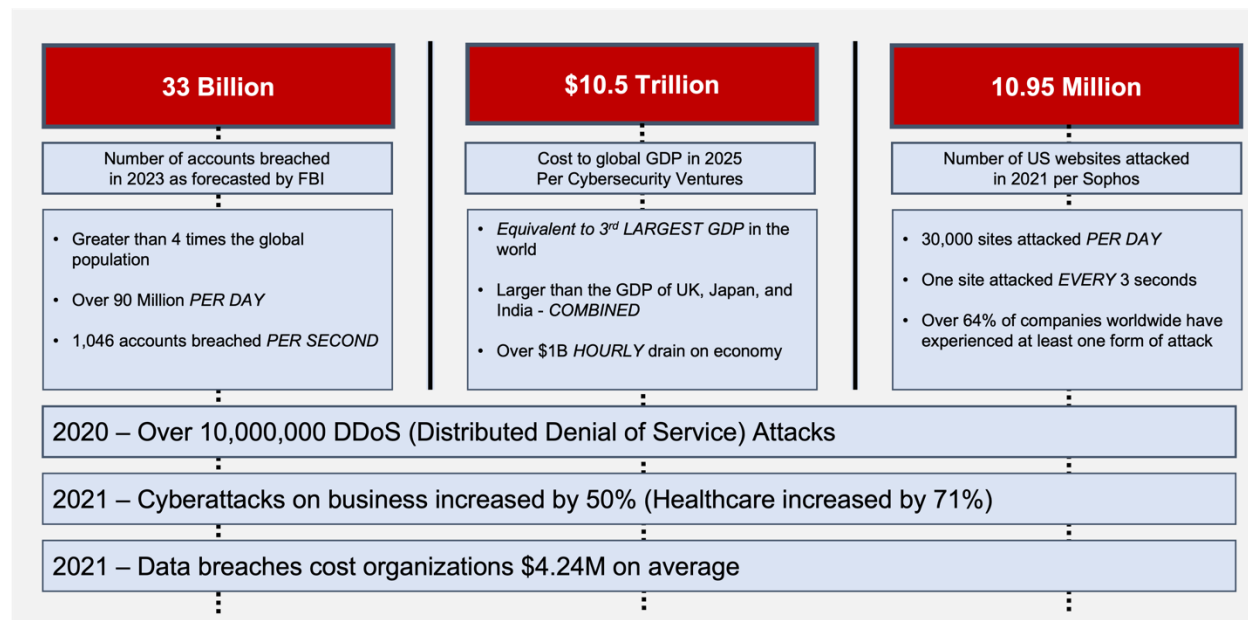 33 Billion
Number of accounts breached
in 2023 as forecasted by FBI
• Greater than 4 times the global
population
• Over 90 Million PER DAY
• 1,046 accounts breached PER SECOND
$10.5 Trillion
Cost to global GDP in 2025
Per Cybersecurity Ventures
• Equivalent to 3rd LARGEST GDP in the
world
• Larger than the GDP of UK, Japan, and
India - COMBINED
• Over $1B HOURLY drain on economy
10.95 Million
Number of US websites attacked
in 2021 per Sophos
• 30,000 sites attacked PER DAY
• One site attacked EVERY 3 seconds
• Over 64% of companies worldwide have
experienced at least one form of attack
2020 – Over 10,000,000 DDoS (Distributed Denial of Service) Attacks
2021 – Cyberattacks on business increased by 50% (Healthcare increased by 71%)
2021 – Data breaches cost organizations $4.24M on average